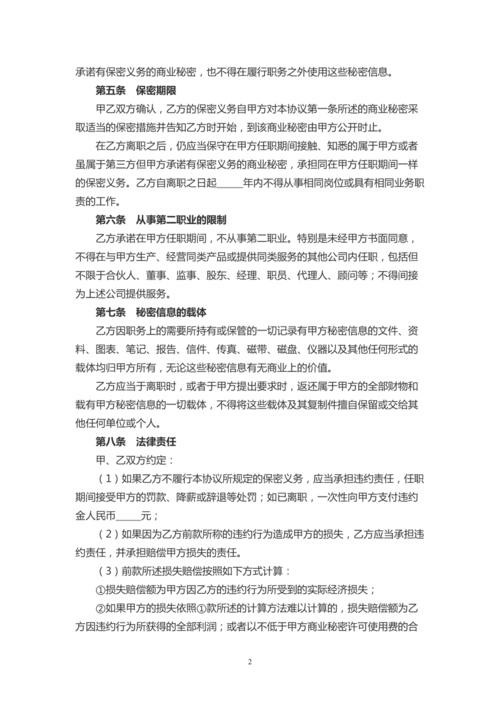 承诺有保密义务的商业秘密，也不得在履行职务之外使用这些秘密信息。
第五条　保密期限
甲乙双方确认，乙方的保密义务自甲方对本协议第一条所述的商业秘密采
取适当的保密措施并告知乙方时开始，到该商业秘密由甲方公开时止。
在乙方离职之后，仍应当保守在甲方任职期间接触、知悉的属于甲方或者
虽属于第三方但甲方承诺有保密义务的商业秘密，承担同在甲方任职期间一样
的保密义务。乙方自离职之日起_____年内不得从事相同岗位或具有相同业务职
责的工作。
第六条　从事第二职业的限制
乙方承诺在甲方任职期间，不从事第二职业。特别是未经甲方书面同意，
不得在与甲方生产、经营同类产品或提供同类服务的其他公司内任职，包括但
不限于合伙人、董事、监事、股东、经理、职员、代理人、顾问等；不得间接
为上述公司提供服务。
第七条　秘密信息的载体
乙方因职务上的需要所持有或保管的一切记录有甲方秘密信息的文件、资
料、图表、笔记、报告、信件、传真、磁带、磁盘、仪器以及其他任何形式的
载体均归甲方所有，无论这些秘密信息有无商业上的价值。
乙方应当于离职时，或者于甲方提出要求时，返还属于甲方的全部财物和
载有甲方秘密信息的一切载体，不得将这些载体及其复制件擅自保留或交给其
他任何单位或个人。
第八条　法律责任
甲、乙双方约定：
（1）如果乙方不履行本协议所规定的保密义务，应当承担违约责任，任职
期间接受甲方的罚款、降薪或辞退等处罚；如已离职，一次性向甲方支付违约
金人民币_____元；
（2）如果因为乙方前款所称的违约行为造成甲方的损失，乙方应当承担违
约责任，并承担赔偿甲方损失的责任。
（3）前款所述损失赔偿按照如下方式计算：
①损失赔偿额为甲方因乙方的违约行为所受到的实际经济损失；
②如果甲方的损失依照①款所述的计算方法难以计算的，损失赔偿额为乙
方因违约行为所获得的全部利润；或者以不低于甲方商业秘密许可使用费的合
2